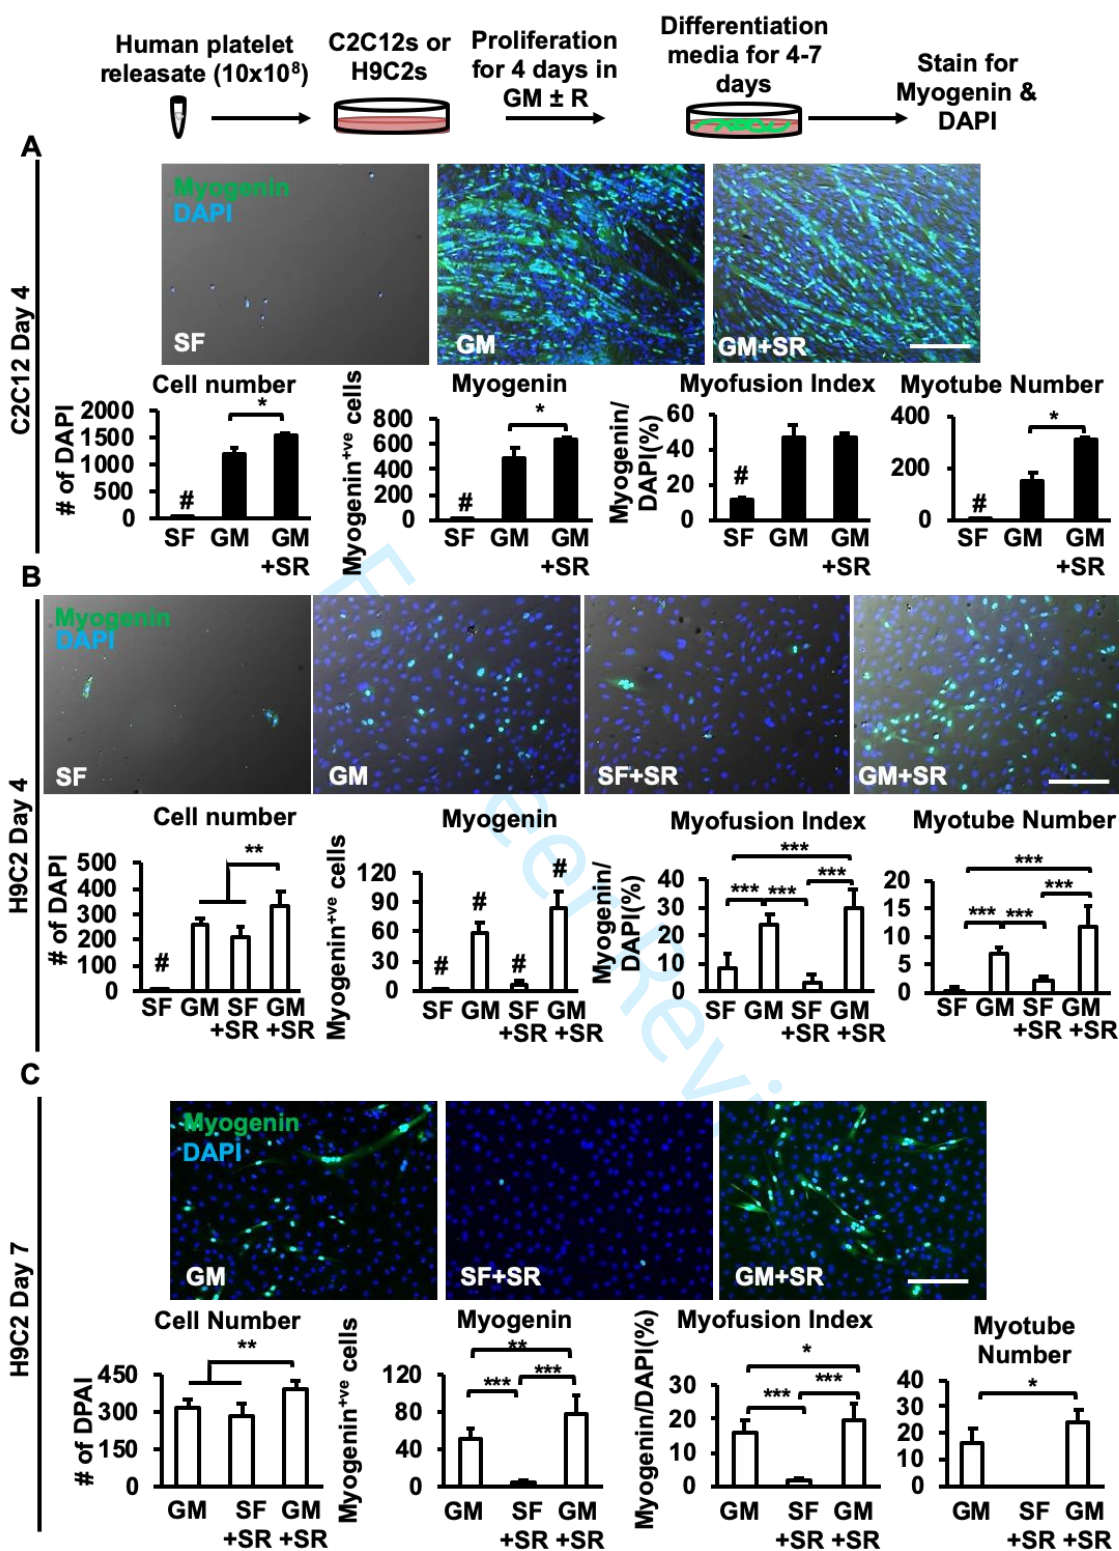 Human platelet
releasate (10x10⁸)
C2C12s or
H9C2s
Proliferation
for 4 days in
GM ± R
Differentiation
media for 4-7
days
Stain for
Myogenin &
DAPI
A
C2C12 Day 4
Myogenin
DAPI
SF
GM
GM+SR
Cell number
# of DAPI
2000
1500
1000
500
0
#
*
SF
GM
GM
+SR
Myogenin
Myogenin⁺ᵛᵉ cells
800
600
400
200
0
#
*
SF
GM
GM
+SR
Myofusion Index
Myogenin/
DAPI(%)
60
40
20
0
#
SF
GM
GM
+SR
Myotube Number
400
200
0
#
*
SF
GM
GM
+SR
B
H9C2 Day 4
Myogenin
DAPI
SF
GM
SF+SR
GM+SR
Cell number
# of DAPI
500
400
300
200
100
0
#
**
SF
GM
SF
+SR
GM
+SR
Myogenin
Myogenin⁺ᵛᵉ cells
120
90
60
30
0
#
#
#
#
SF
GM
SF
+SR
GM
+SR
Myofusion Index
Myogenin/
DAPI(%)
40
30
20
10
0
***
***
***
***
SF
GM
SF
+SR
GM
+SR
Myotube Number
20
15
10
5
0
***
***
***
***
SF
GM
SF
+SR
GM
+SR
C
H9C2 Day 7
Myogenin
DAPI
GM
SF+SR
GM+SR
Cell Number
# of DPAI
450
300
150
0
**
GM
SF
+SR
GM
+SR
Myogenin
Myogenin⁺ᵛᵉ cells
120
80
40
0
**
***
***
GM
SF
+SR
GM
+SR
Myofusion Index
Myogenin/DAPI(%)
30
20
10
0
*
***
***
GM
SF
+SR
GM
+SR
Myotube
Number
40
30
20
10
0
*
GM
SF
+SR
GM
+SR